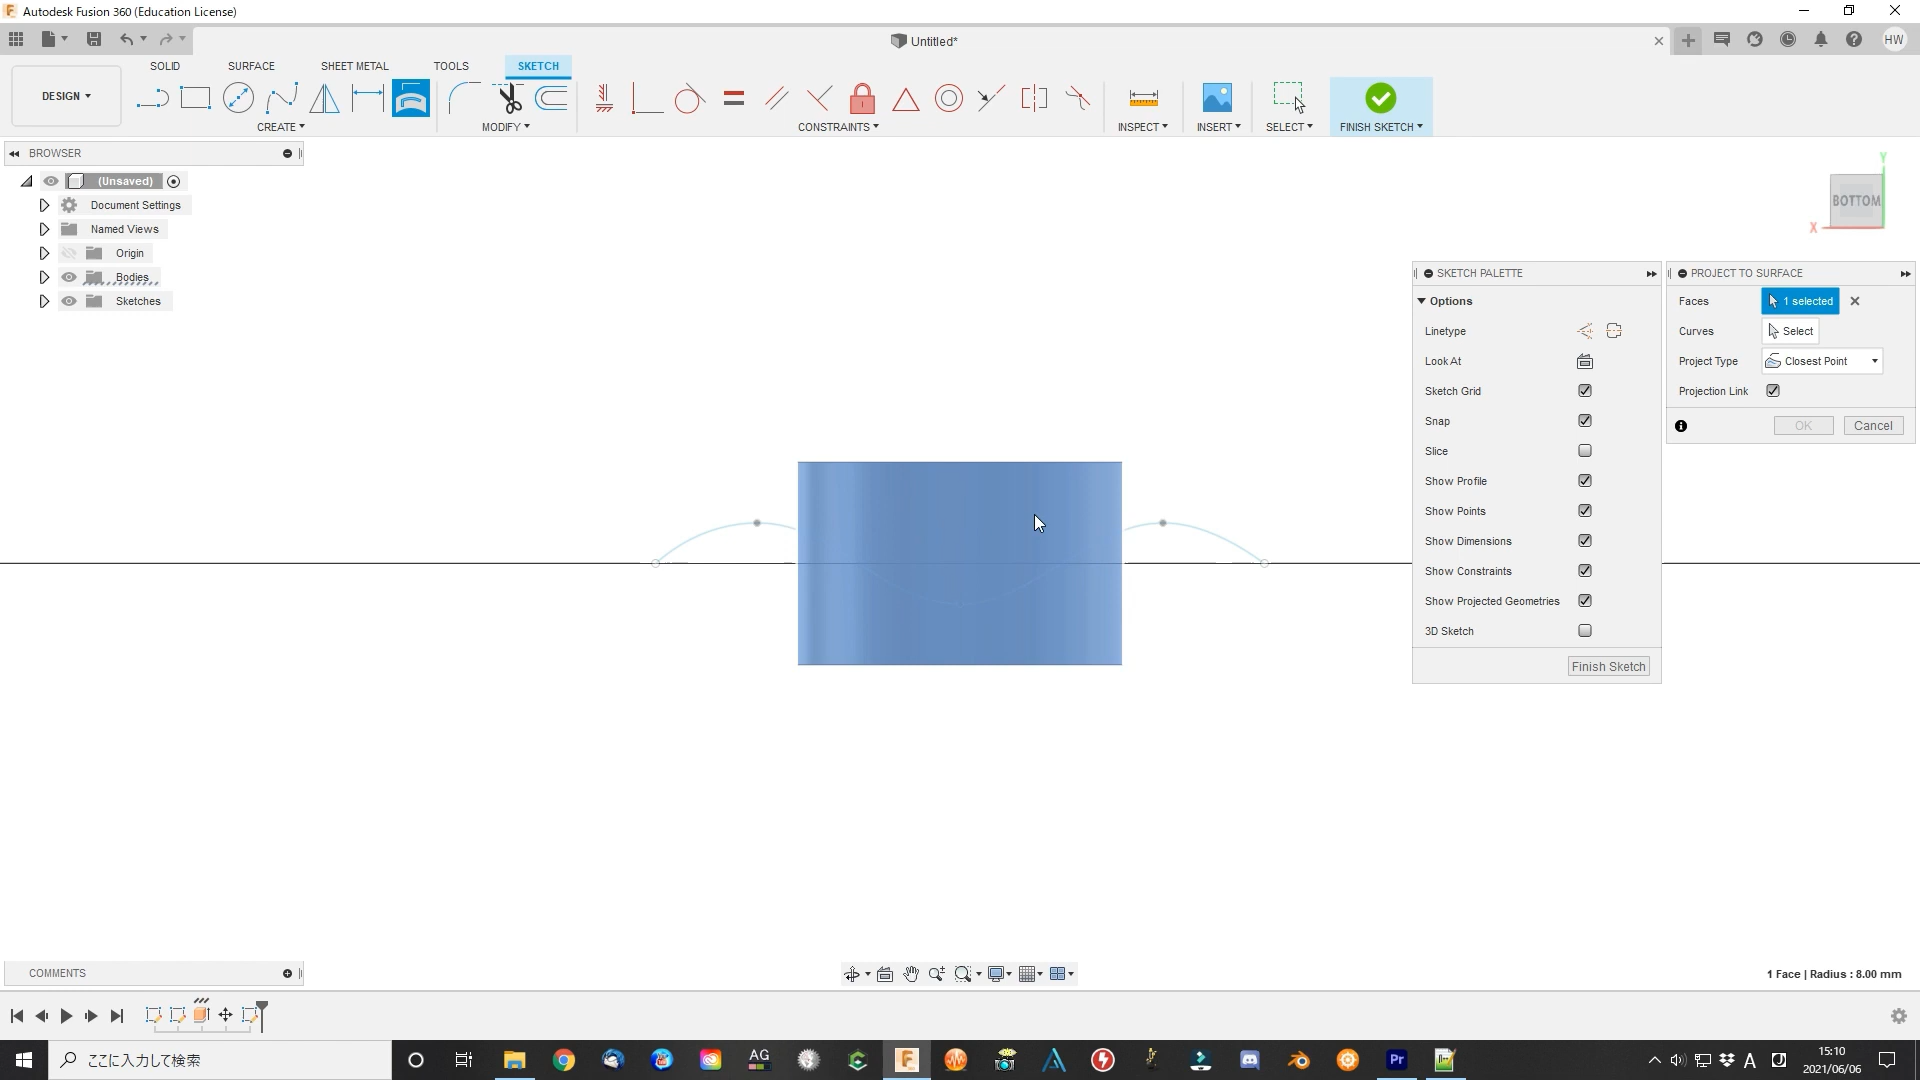 Autodesk Fusion 360 (Education License)
Untitled*
HW
SOLID SURFACE SHEET METAL TOOLS SKETCH
DESIGN
CREATE MODIFY CONSTRAINTS INSPECT INSERT SELECT FINISH SKETCH
BROWSER
(Unsaved)
Document Settings
Named Views
Origin
Bodies
Sketches
Y
BOTTOM
X
SKETCH PALETTE
Options
Linetype
Look At
Sketch Grid
Snap
Slice
Show Profile
Show Points
Show Dimensions
Show Constraints
Show Projected Geometries
3D Sketch
Finish Sketch
PROJECT TO SURFACE
Faces 1 selected
Curves Select
Project Type Closest Point
Projection Link
OK Cancel
COMMENTS
1 Face | Radius : 8.00 mm
ここに入力して検索
AG
Pr
A
15:10
2021/06/06